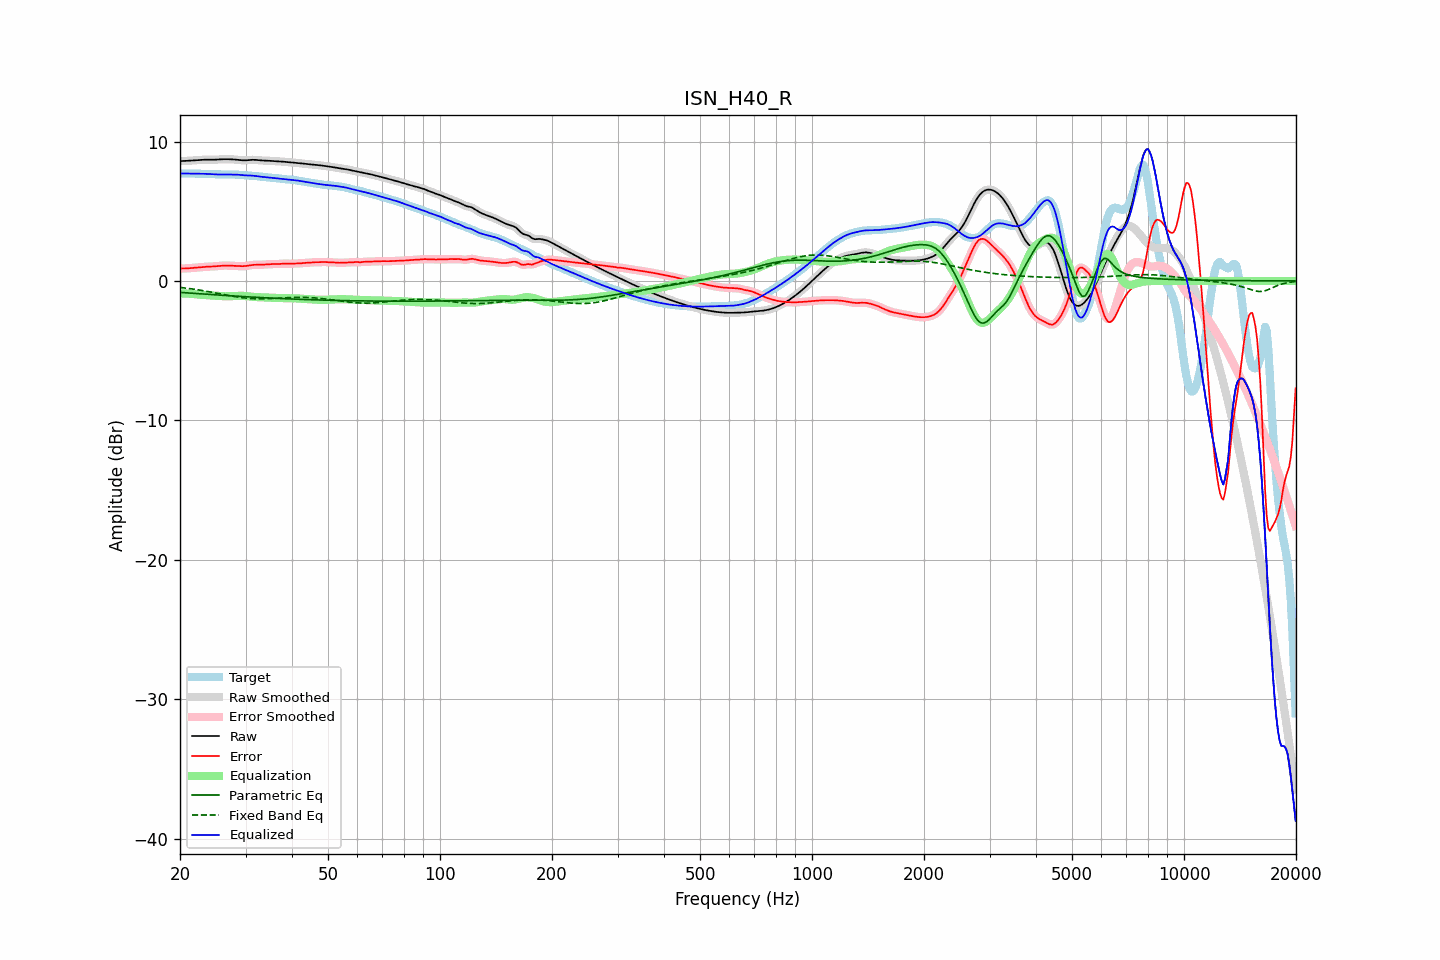 ISN_H40_R
Amplitude (dBr)
10
0
−10
−20
−30
−40
Target
Raw Smoothed
Error Smoothed
Raw
Error
Equalization
Parametric Eq
Fixed Band Eq
Equalized
20 50 100 200 500 1000 2000 5000 10000 20000
Frequency (Hz)